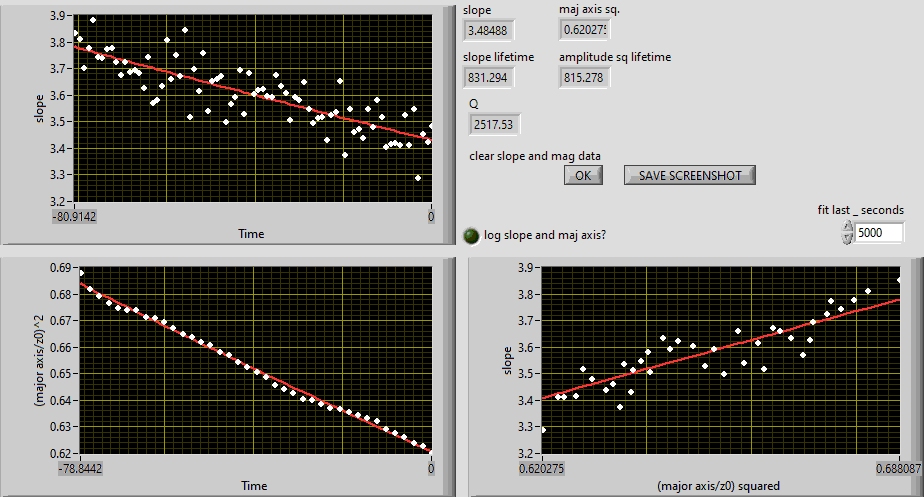 3.9
3.8
3.7
3.6
3.5
3.4
3.3
3.2
slope
-80.9142
0
Time
slope
maj axis sq.
3.48488
0.62027
slope lifetime
amplitude sq lifetime
831.294
815.278
Q
2517.53
clear slope and mag data
OK
SAVE SCREENSHOT
fit last _ seconds
log slope and maj axis?
5000
0.69
0.68
0.67
0.66
0.65
0.64
0.63
0.62
(major axis/z0)^2
-78.8442
0
Time
3.9
3.8
3.7
3.6
3.5
3.4
3.3
3.2
slope
0.620275
0.688087
(major axis/z0) squared